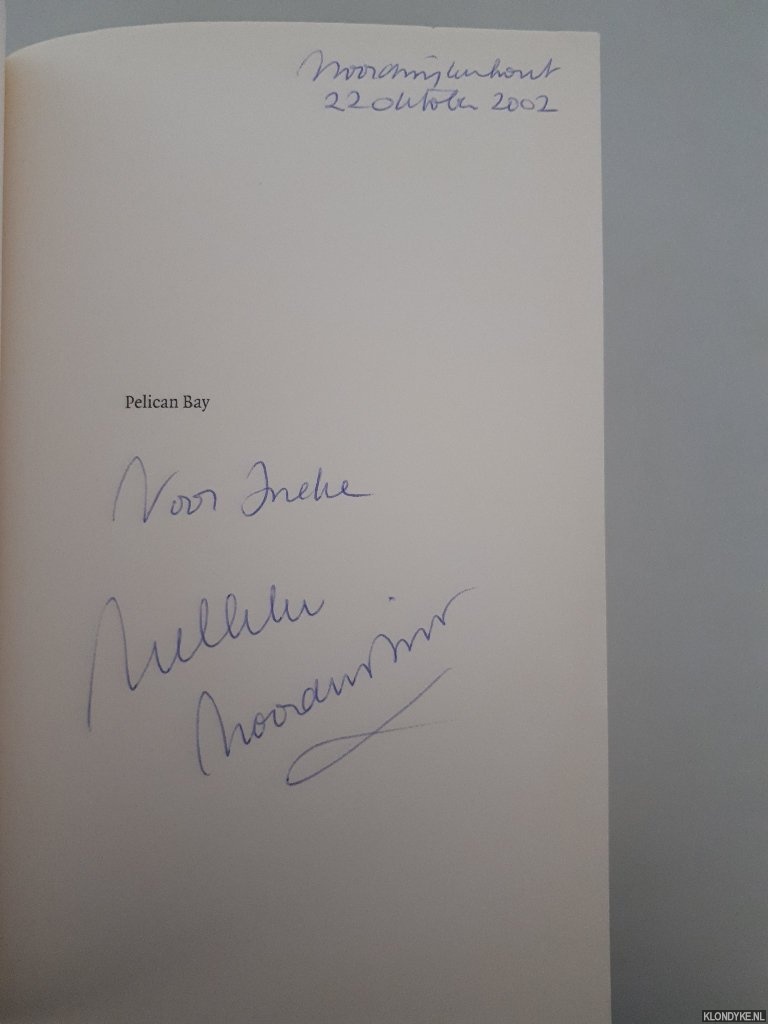 Noordwijkerhout
22 oktober 2002
Pelican Bay
Voor Ineke
Nelleke
Noordervliet
KLONDYKE.NL